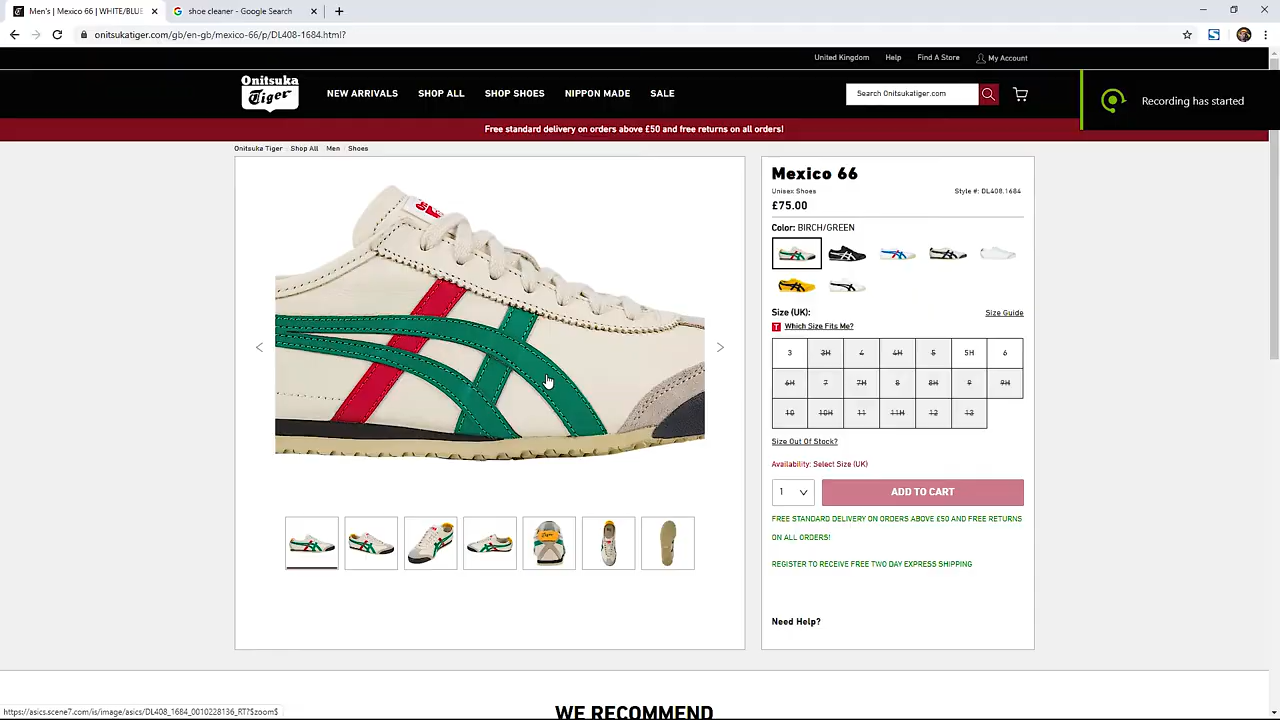 Men's | Mexico 66 | WHITE/BLUE
shoe cleaner - Google Search
onitsukatiger.com/gb/en-gb/mexico-66/p/DL408-1684.html?
United Kingdom Help Find A Store My Account
Onitsuka
Tiger
NEW ARRIVALS SHOP ALL SHOP SHOES NIPPON MADE SALE
Search Onitsukatiger.com
Recording has started
Free standard delivery on orders above £50 and free returns on all orders!
Onitsuka Tiger / Shop All / Men / Shoes
Mexico 66
Unisex Shoes
Style #: DL408.1684
£75.00
Color: BIRCH/GREEN
Size (UK):
Size Guide
T Which Size Fits Me?
3 3H 4 4H 5 5H 6
6H 7 7H 8 8H 9 9H
10 10H 11 11H 12 13
Size Out Of Stock?
Availability: Select Size (UK)
1
ADD TO CART
FREE STANDARD DELIVERY ON ORDERS ABOVE £50 AND FREE RETURNS
ON ALL ORDERS!
REGISTER TO RECEIVE FREE TWO DAY EXPRESS SHIPPING
Need Help?
WE RECOMMEND
https://asics.scene7.com/is/image/asics/DL408_1684_0010228136_RT?$zoom$